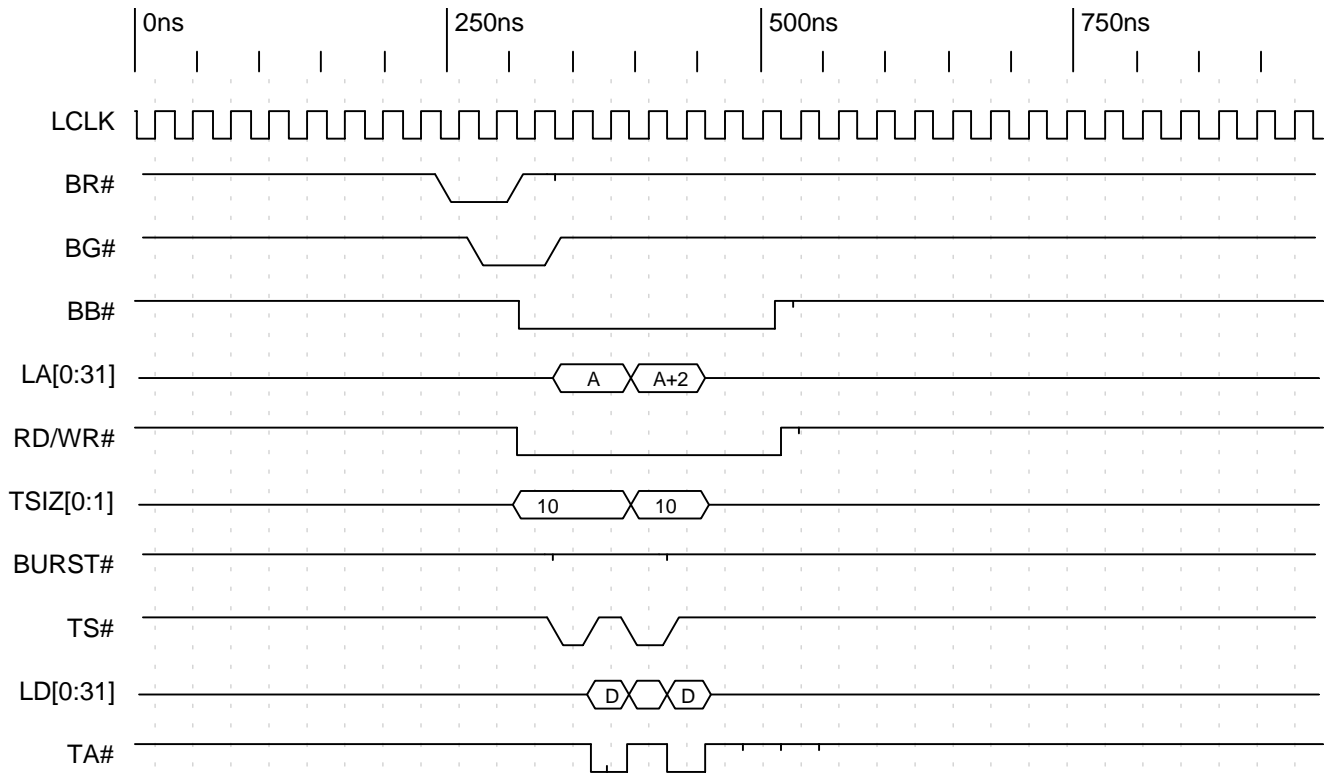 0ns 250ns 500ns 750ns
LCLK
BR#
BG#
BB#
LA[0:31] A A+2
RD/WR#
TSIZ[0:1] 10 10
BURST#
TS#
LD[0:31] D D
TA#